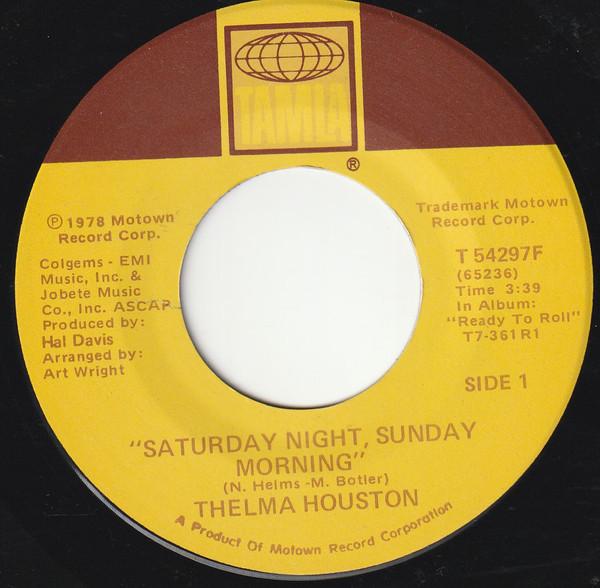 TAMLA
®
Ⓟ 1978 Motown
Record Corp.
Colgems - EMI
Music, Inc. &
Jobete Music
Co., Inc. ASCAP
Produced by:
Hal Davis
Arranged by:
Art Wright
Trademark Motown
Record Corp.
T 54297F
(65236)
Time 3:39
In Album:
"Ready To Roll"
T7-361R1
SIDE 1
"SATURDAY NIGHT, SUNDAY
MORNING"
(N. Helms -M. Botler)
THELMA HOUSTON
A Product Of Motown Record Corporation